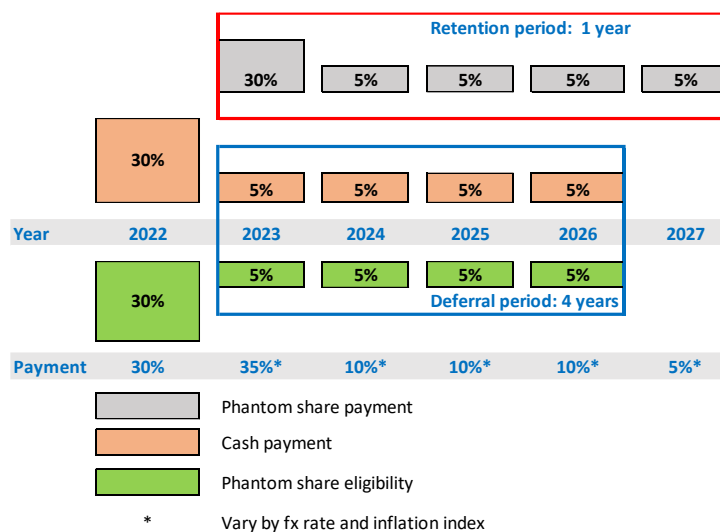 Retention period: 1 year
30% 5% 5% 5% 5%
30%
5% 5% 5% 5%
Year 2022 2023 2024 2025 2026 2027
30% 5% 5% 5% 5%
Deferral period: 4 years
Payment 30% 35%* 10%* 10%* 10%* 5%*
Phantom share payment
Cash payment
Phantom share eligibility
* Vary by fx rate and inflation index